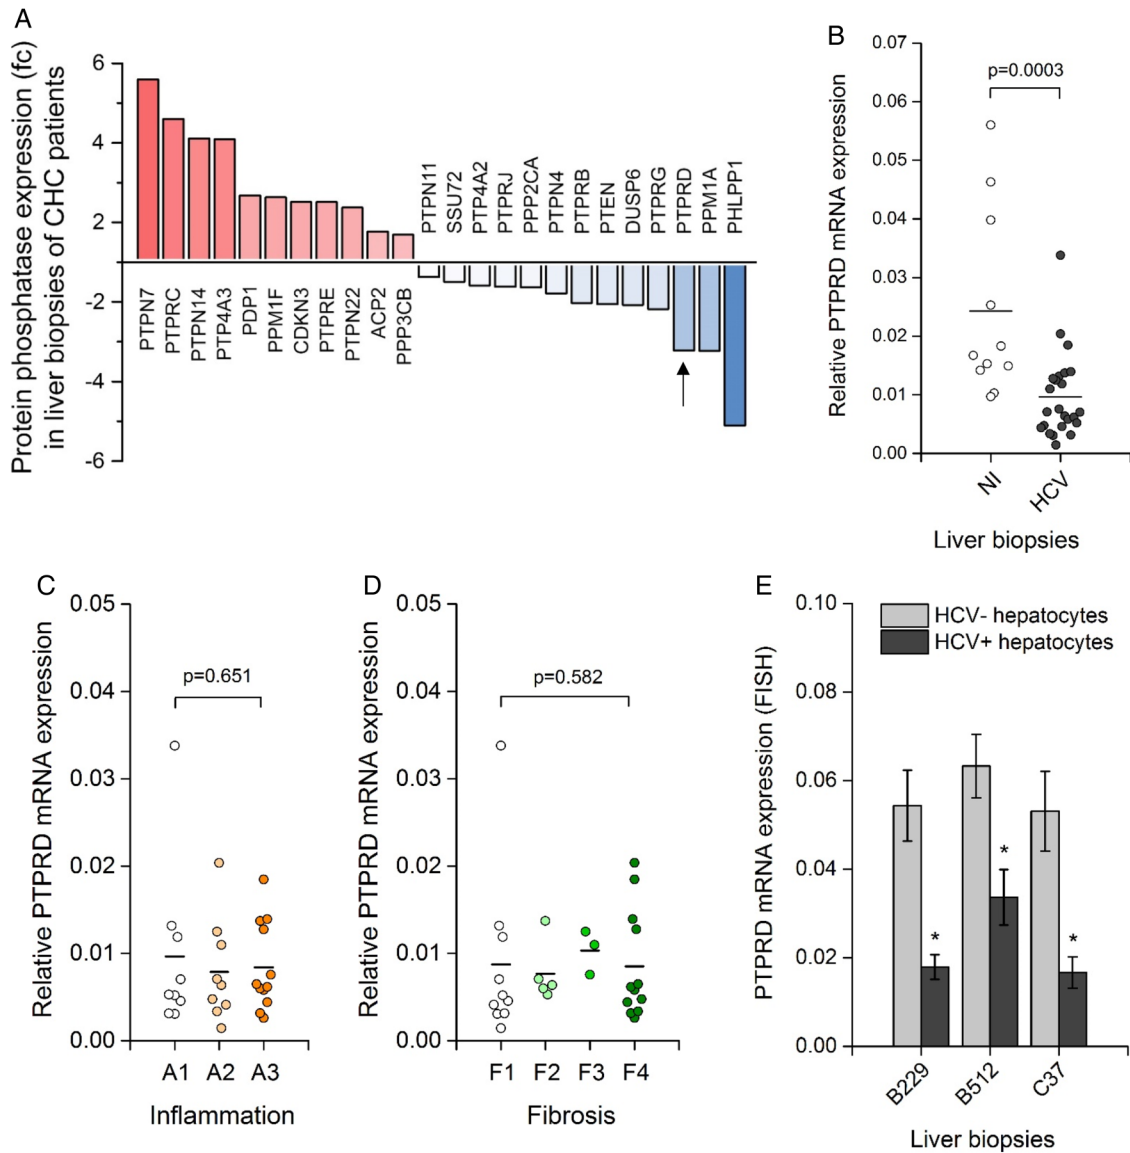 A
Protein phosphatase expression (fc)
in liver biopsies of CHC patients
6
4
2
-2
-4
-6
PTPN7
PTPRC
PTPN14
PTP4A3
PDP1
PPM1F
CDKN3
PTPRE
PTPN22
ACP2
PPP3CB
PTPN11
SSU72
PTP4A2
PTPRJ
PPP2CA
PTPN4
PTPRB
PTEN
DUSP6
PTPRG
PTPRD
PPM1A
PHLPP1
B
Relative PTPRD mRNA expression
0.07
0.06
0.05
0.04
0.03
0.02
0.01
0.00
p=0.0003
NI
HCV
Liver biopsies
C
Relative PTPRD mRNA expression
0.05
0.04
0.03
0.02
0.01
0.00
p=0.651
A1 A2 A3
Inflammation
D
Relative PTPRD mRNA expression
0.05
0.04
0.03
0.02
0.01
0.00
p=0.582
F1 F2 F3 F4
Fibrosis
E
PTPRD mRNA expression (FISH)
0.10
0.08
0.06
0.04
0.02
0.00
HCV- hepatocytes
HCV+ hepatocytes
*
*
*
B229
B512
C37
Liver biopsies